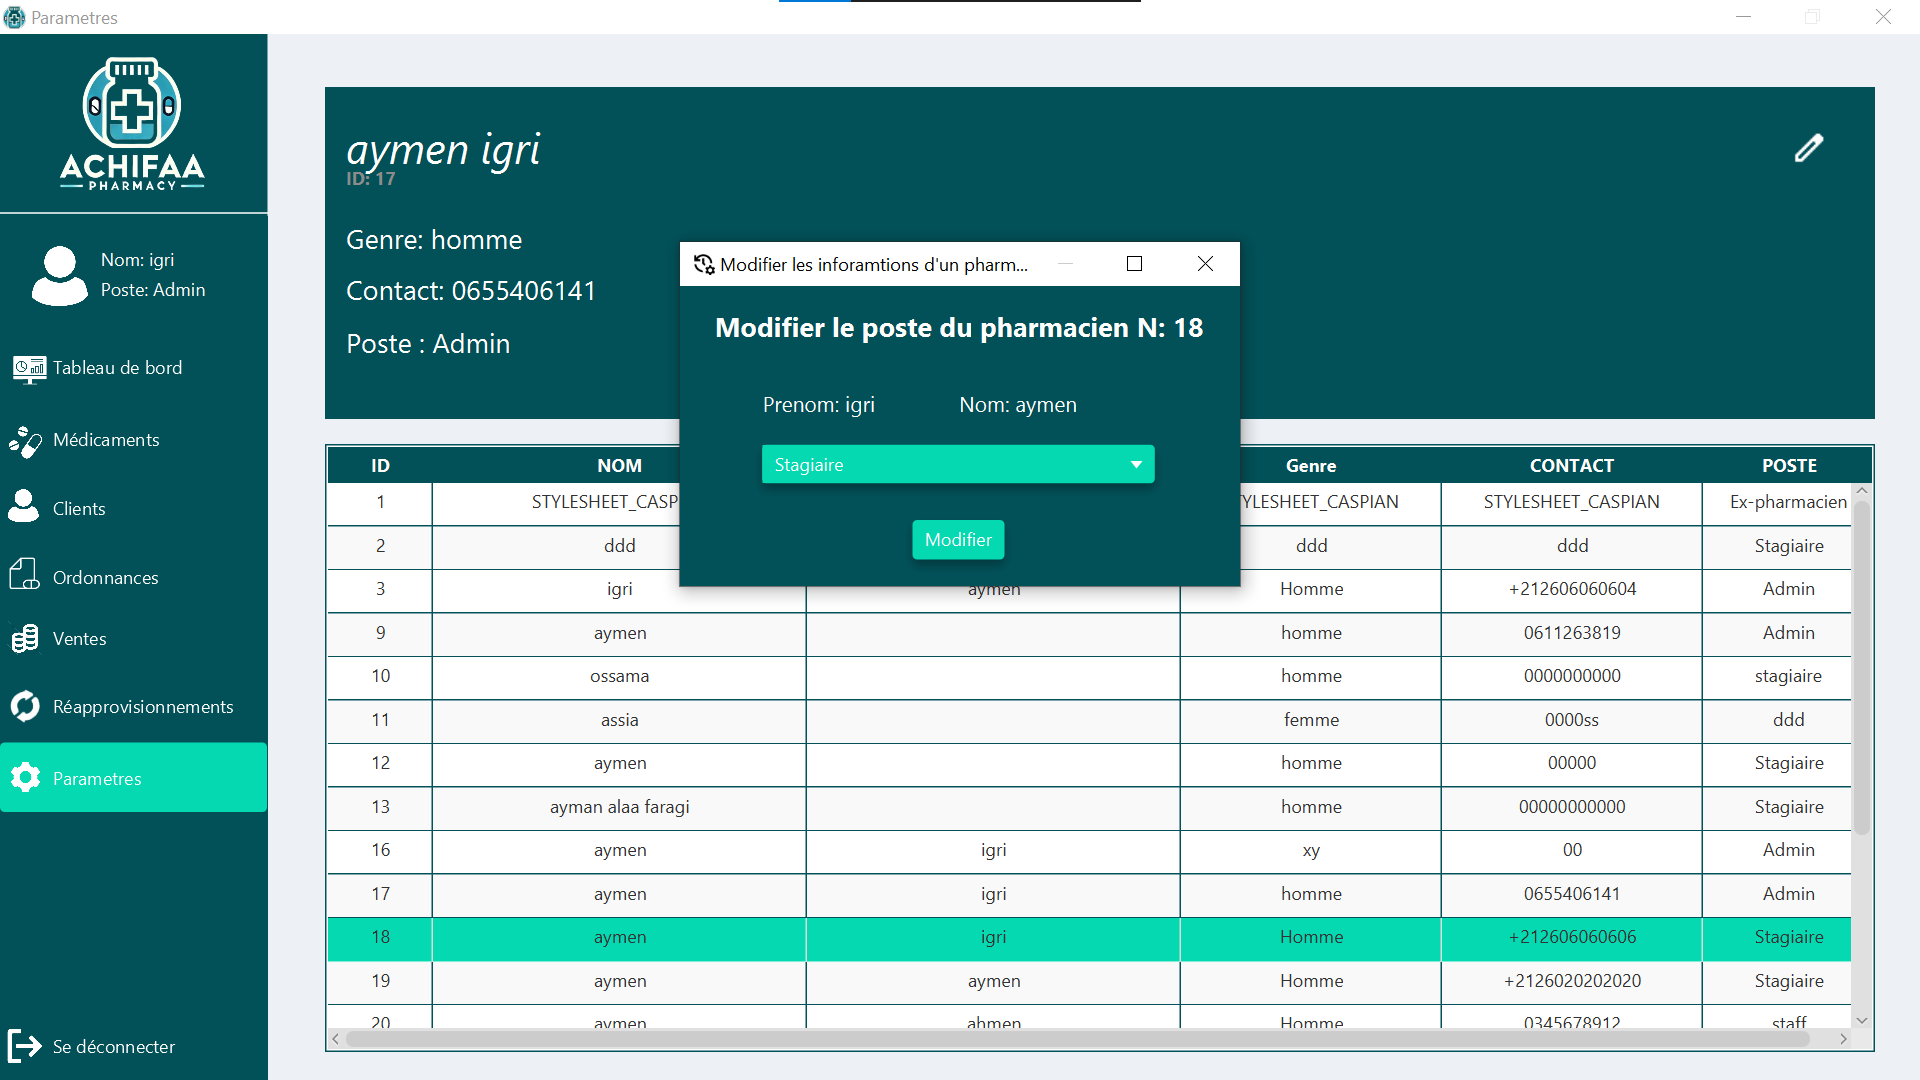 Parametres
ACHIFAA
PHARMACY
Nom: igri
Poste: Admin
Tableau de bord
Médicaments
Clients
Ordonnances
Ventes
Réapprovisionnements
Parametres
Se déconnecter
aymen igri
ID: 17
Genre: homme
Contact: 0655406141
Poste : Admin
Modifier les inforamtions d'un pharm...
Modifier le poste du pharmacien N: 18
Prenom: igri Nom: aymen
Stagiaire
Modifier
ID NOM Genre CONTACT POSTE
1 STYLESHEET_CASP YLESHEET_CASPIAN STYLESHEET_CASPIAN Ex-pharmacien
2 ddd ddd ddd Stagiaire
3 igri aymen Homme +212606060604 Admin
9 aymen homme 0611263819 Admin
10 ossama homme 0000000000 stagiaire
11 assia femme 0000ss ddd
12 aymen homme 00000 Stagiaire
13 ayman alaa faragi homme 00000000000 Stagiaire
16 aymen igri xy 00 Admin
17 aymen igri homme 0655406141 Admin
18 aymen igri Homme +212606060606 Stagiaire
19 aymen aymen Homme +2126020202020 Stagiaire
20 aymen ahmen Homme 0345678912 staff